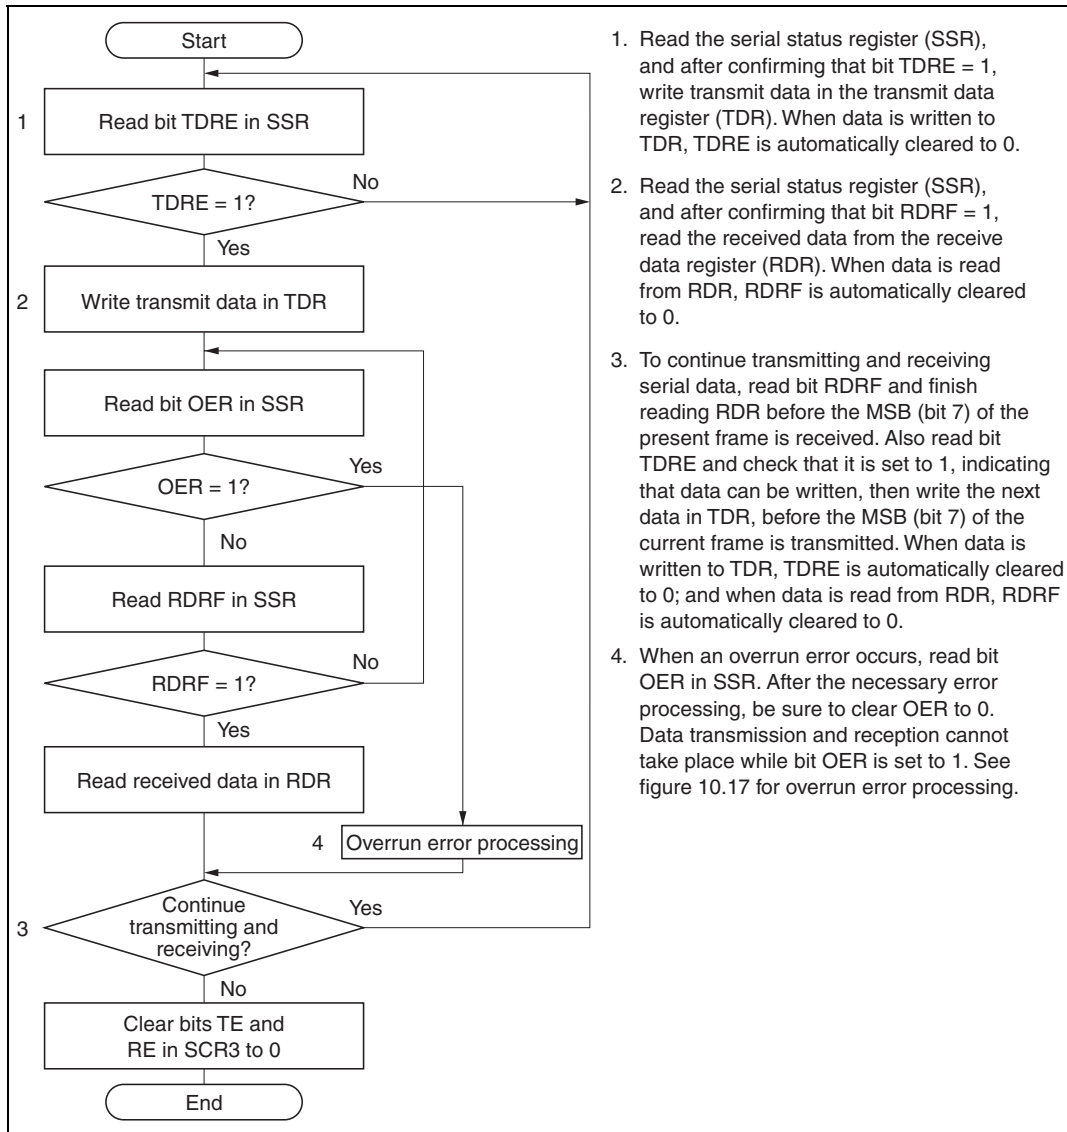 Start
1
Read bit TDRE in SSR
TDRE = 1?
No
Yes
2
Write transmit data in TDR
Read bit OER in SSR
OER = 1?
Yes
No
Read RDRF in SSR
RDRF = 1?
No
Yes
Read received data in RDR
4
Overrun error processing
3
Continue
transmitting and
receiving?
Yes
No
Clear bits TE and
RE in SCR3 to 0
End
1. Read the serial status register (SSR),
and after confirming that bit TDRE = 1,
write transmit data in the transmit data
register (TDR). When data is written to
TDR, TDRE is automatically cleared to 0.
2. Read the serial status register (SSR),
and after confirming that bit RDRF = 1,
read the received data from the receive
data register (RDR). When data is read
from RDR, RDRF is automatically cleared
to 0.
3. To continue transmitting and receiving
serial data, read bit RDRF and finish
reading RDR before the MSB (bit 7) of the
present frame is received. Also read bit
TDRE and check that it is set to 1, indicating
that data can be written, then write the next
data in TDR, before the MSB (bit 7) of the
current frame is transmitted. When data is
written to TDR, TDRE is automatically cleared
to 0; and when data is read from RDR, RDRF
is automatically cleared to 0.
4. When an overrun error occurs, read bit
OER in SSR. After the necessary error
processing, be sure to clear OER to 0.
Data transmission and reception cannot
take place while bit OER is set to 1. See
figure 10.17 for overrun error processing.